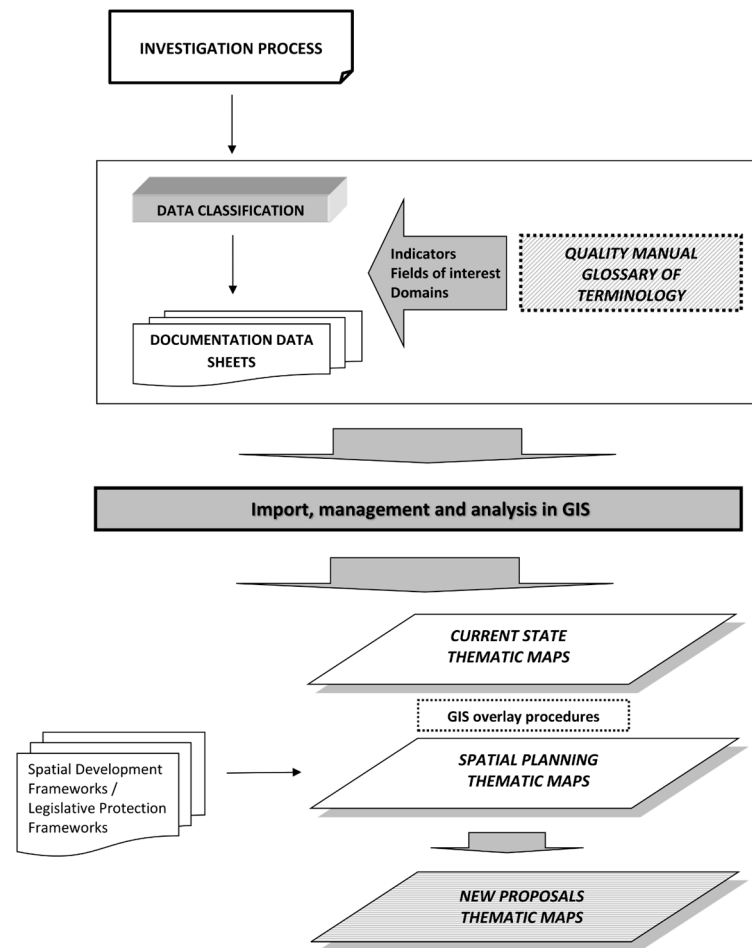 INVESTIGATION PROCESS
DATA CLASSIFICATION
Indicators
Fields of interest
Domains
QUALITY MANUAL
GLOSSARY OF
TERMINOLOGY
DOCUMENTATION DATA
SHEETS
Import, management and analysis in GIS
CURRENT STATE
THEMATIC MAPS
GIS overlay procedures
Spatial Development
Frameworks /
Legislative Protection
Frameworks
SPATIAL PLANNING
THEMATIC MAPS
NEW PROPOSALS
THEMATIC MAPS